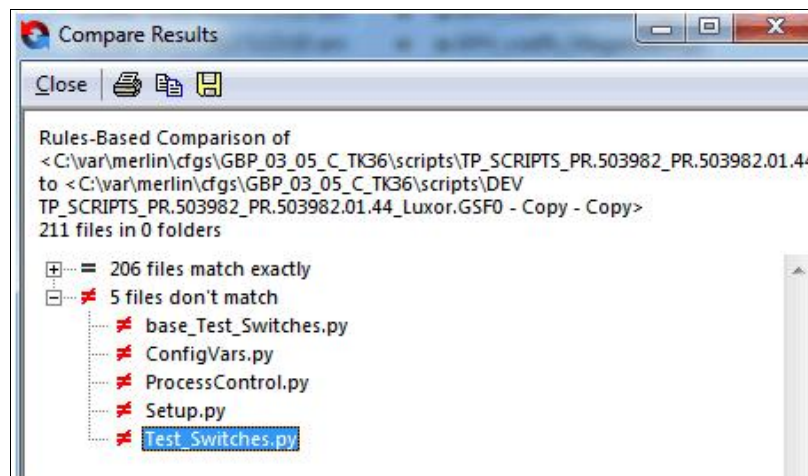 Compare Results
Close
Rules-Based Comparison of
<C:\var\merlin\cfgs\GBP_03_05_C_TK36\scripts\TP_SCRIPTS_PR.503982_PR.503982.01.44
to <C:\var\merlin\cfgs\GBP_03_05_C_TK36\scripts\DEV
TP_SCRIPTS_PR.503982_PR.503982.01.44_Luxor.GSF0 - Copy - Copy>
211 files in 0 folders
= 206 files match exactly
≠ 5 files don't match
≠ base_Test_Switches.py
≠ ConfigVars.py
≠ ProcessControl.py
≠ Setup.py
≠ Test_Switches.py